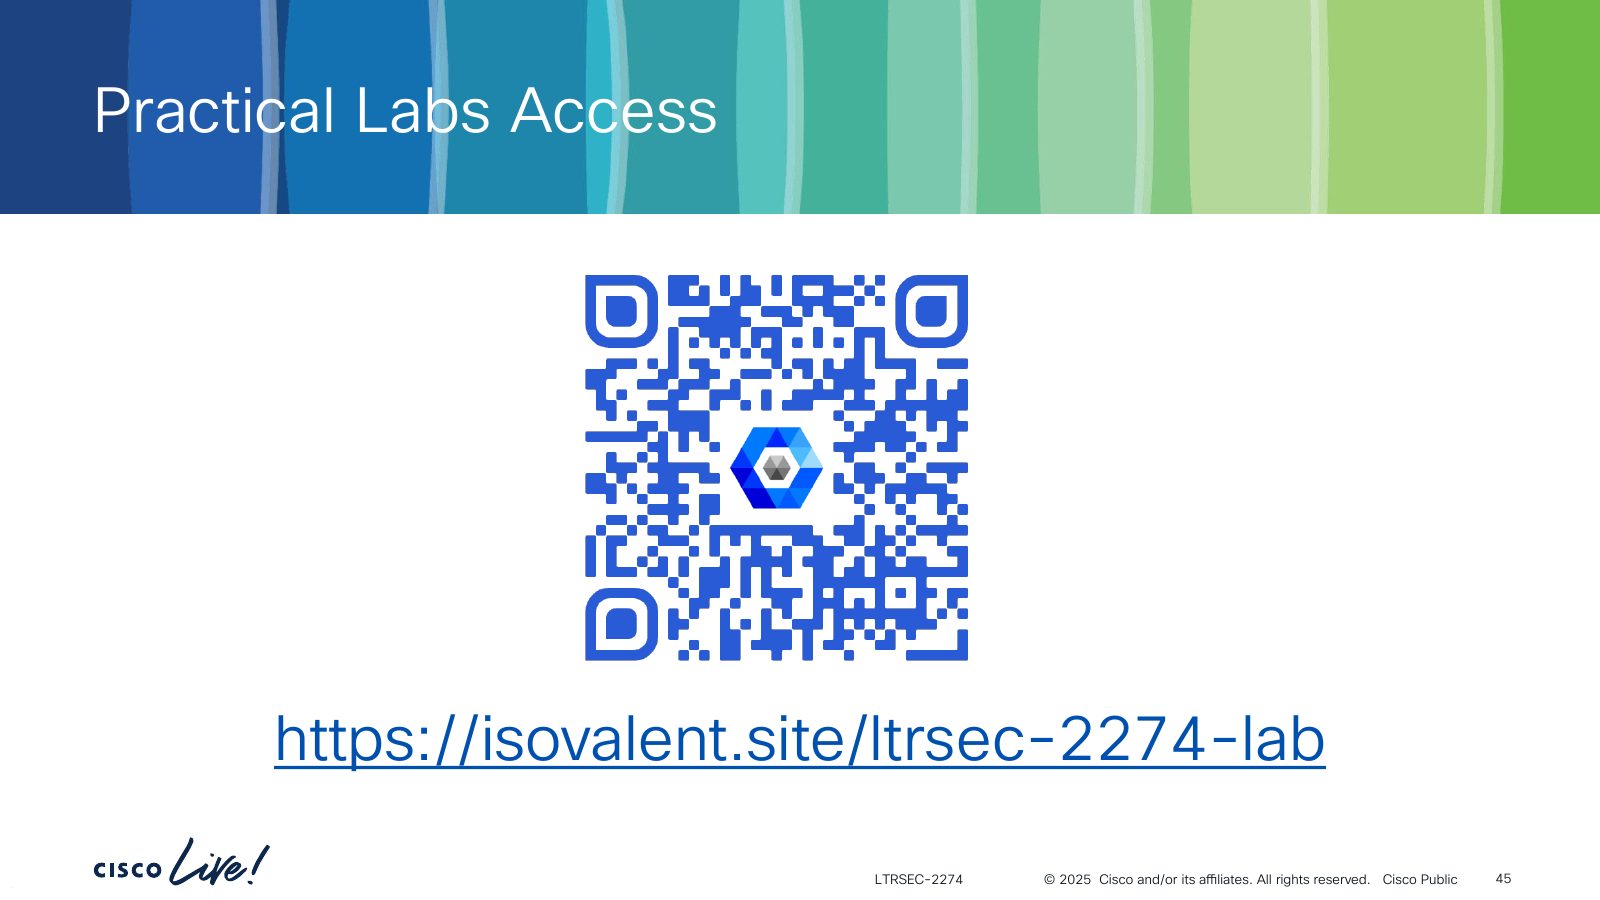 Practical Labs Access
https://isovalent.site/ltrsec-2274-lab
CISCO Live!
LTRSEC-2274
© 2025 Cisco and/or its affiliates. All rights reserved. Cisco Public
45